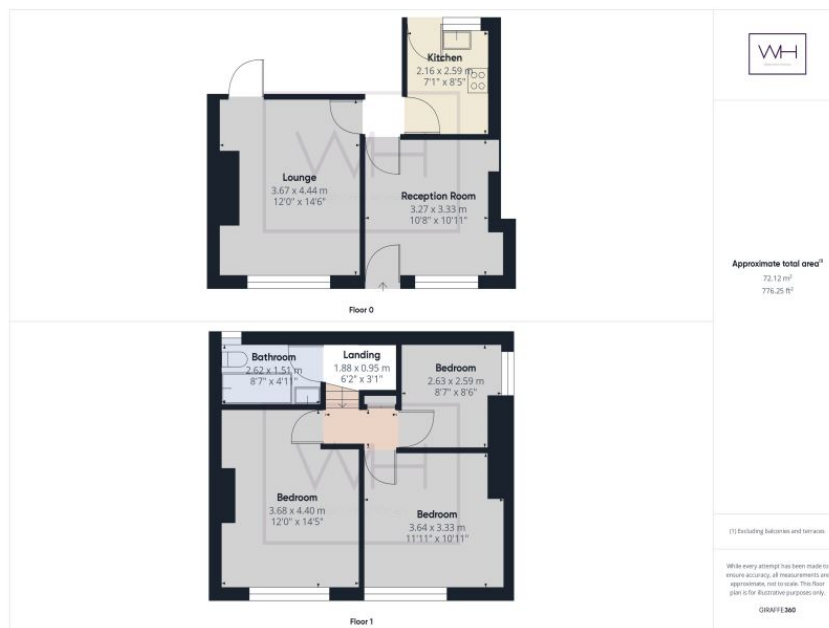 Kitchen
2.16 x 2.59 m
7'1" x 8'5"
Lounge
3.67 x 4.44 m
12'0" x 14'6"
Reception Room
3.27 x 3.33 m
10'8" x 10'11"
Floor 0
Bathroom
2.62 x 1.51 m
8'7" x 4'11"
Landing
1.88 x 0.95 m
6'2" x 3'1"
Bedroom
2.63 x 2.59 m
8'7" x 8'6"
Bedroom
3.68 x 4.40 m
12'0" x 14'5"
Bedroom
3.64 x 3.33 m
11'11" x 10'11"
Floor 1
WH
Approximate total area(1)
72.12 m²
776.25 ft²
(1) Excluding balconies and terraces
While every attempt has been made to
ensure accuracy, all measurements are
approximate, not to scale. This floor
plan is for illustrative purposes only.
GIRAFFE360